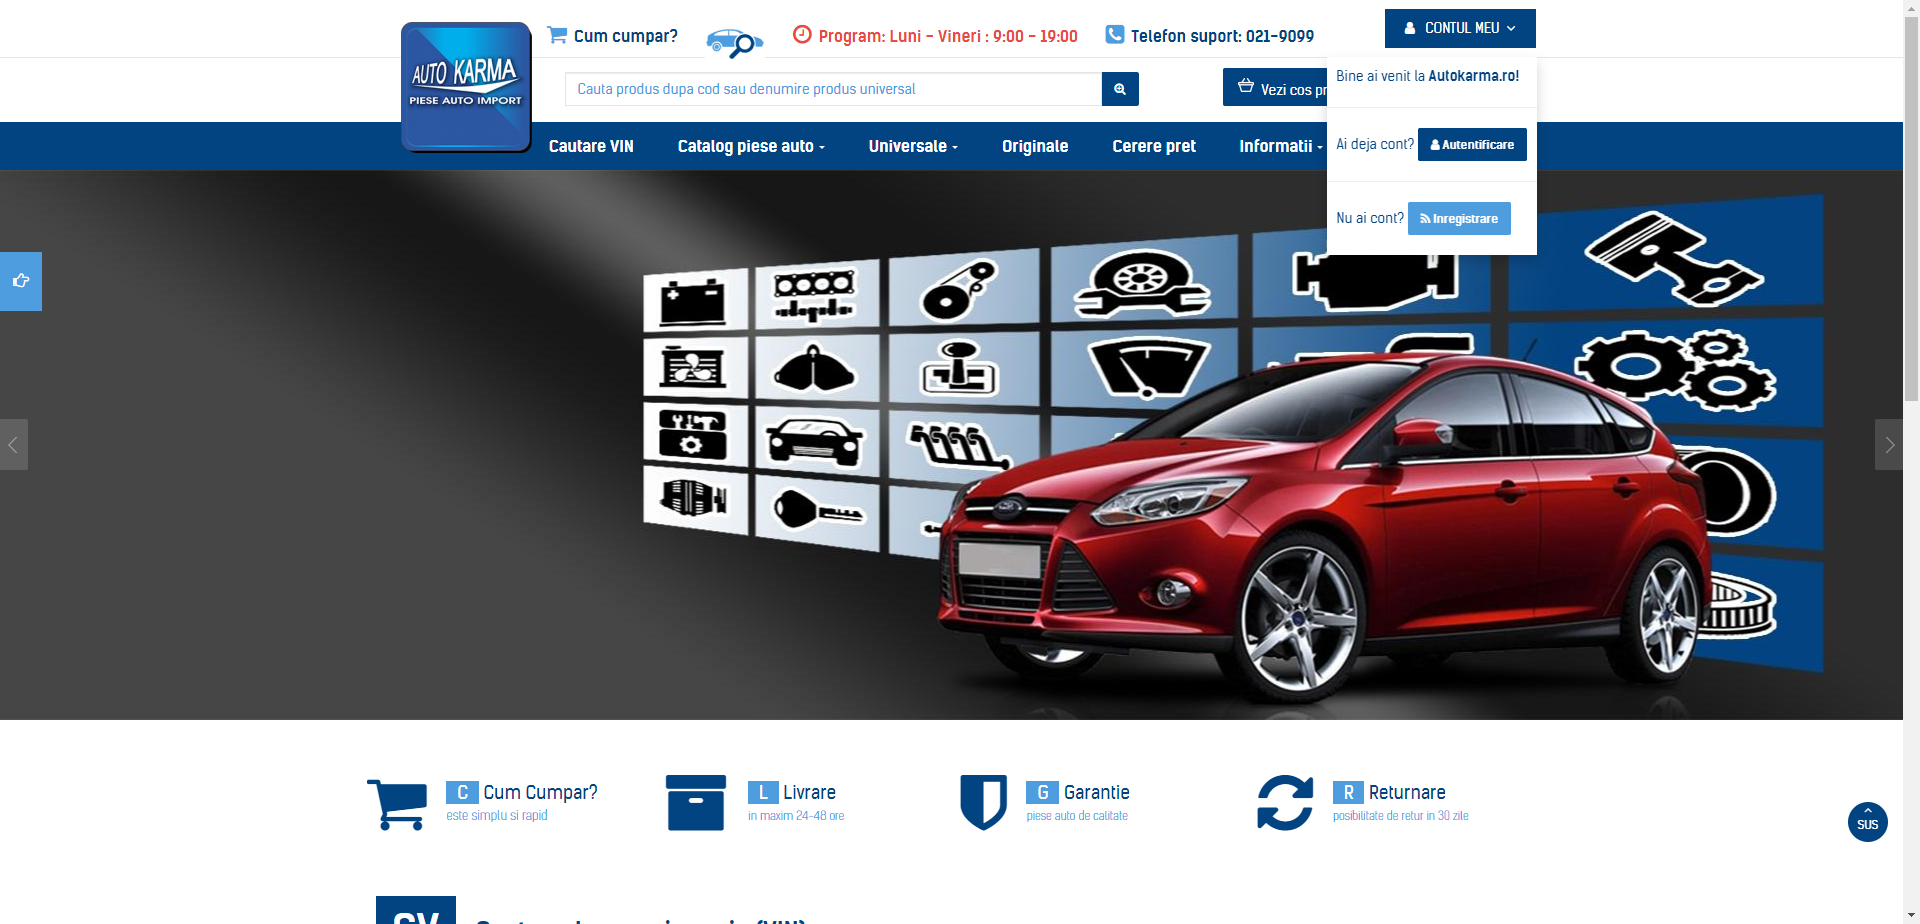 AUTO KARMA
PIESE AUTO IMPORT
Cum cumpar?
Program: Luni - Vineri : 9:00 - 19:00
Telefon suport: 021-9099
CONTUL MEU
Cauta produs dupa cod sau denumire produs universal
Vezi cos pr
Bine ai venit la Autokarma.ro!
Ai deja cont? Autentificare
Nu ai cont? Inregistrare
Cautare VIN
Catalog piese auto
Universale
Originale
Cerere pret
Informatii
C Cum Cumpar?
este simplu si rapid
L Livrare
in maxim 24-48 ore
G Garantie
piese auto de calitate
R Returnare
posibilitate de retur in 30 zile
SUS